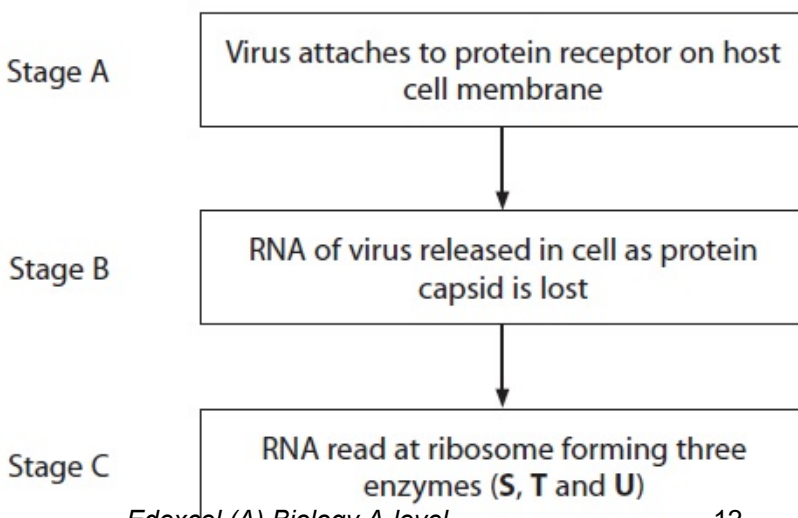 Stage A
Virus attaches to protein receptor on host
cell membrane
Stage B
RNA of virus released in cell as protein
capsid is lost
Stage C
RNA read at ribosome forming three
enzymes (S, T and U)